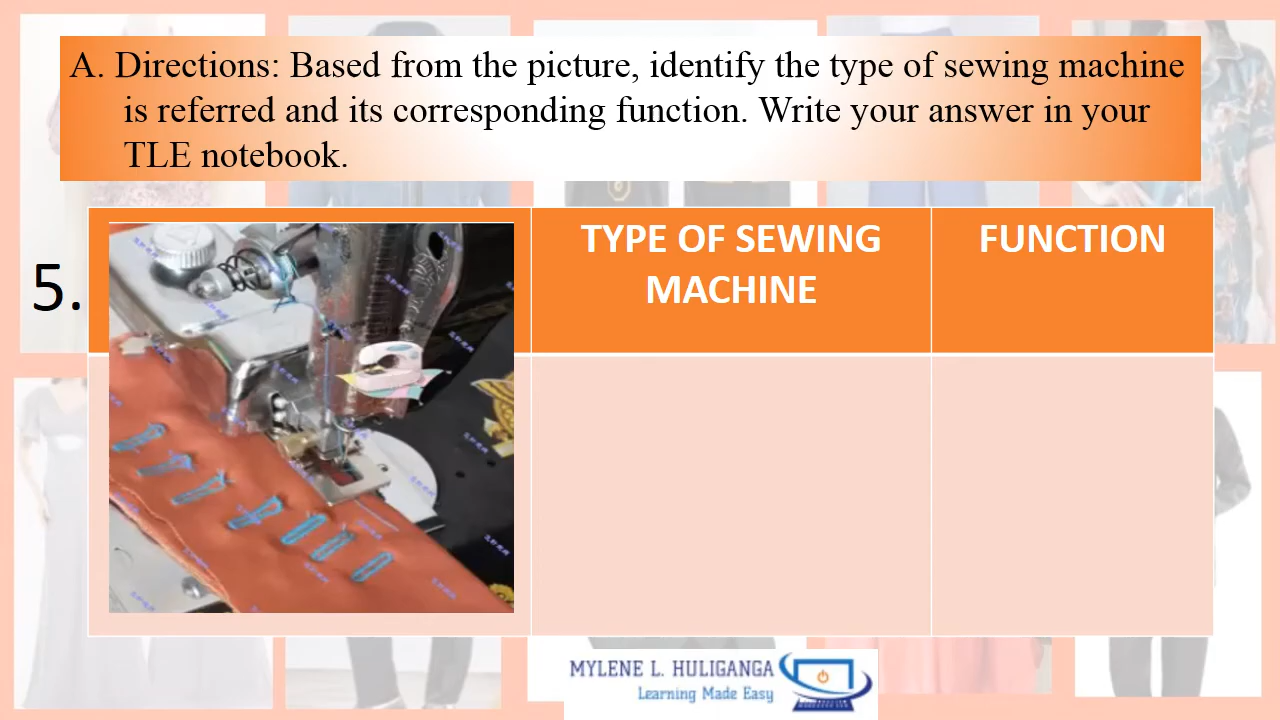 A. Directions: Based from the picture, identify the type of sewing machine
is referred and its corresponding function. Write your answer in your
TLE notebook.
5.
TYPE OF SEWING
MACHINE
FUNCTION
MYLENE L. HULIGANGA
Learning Made Easy